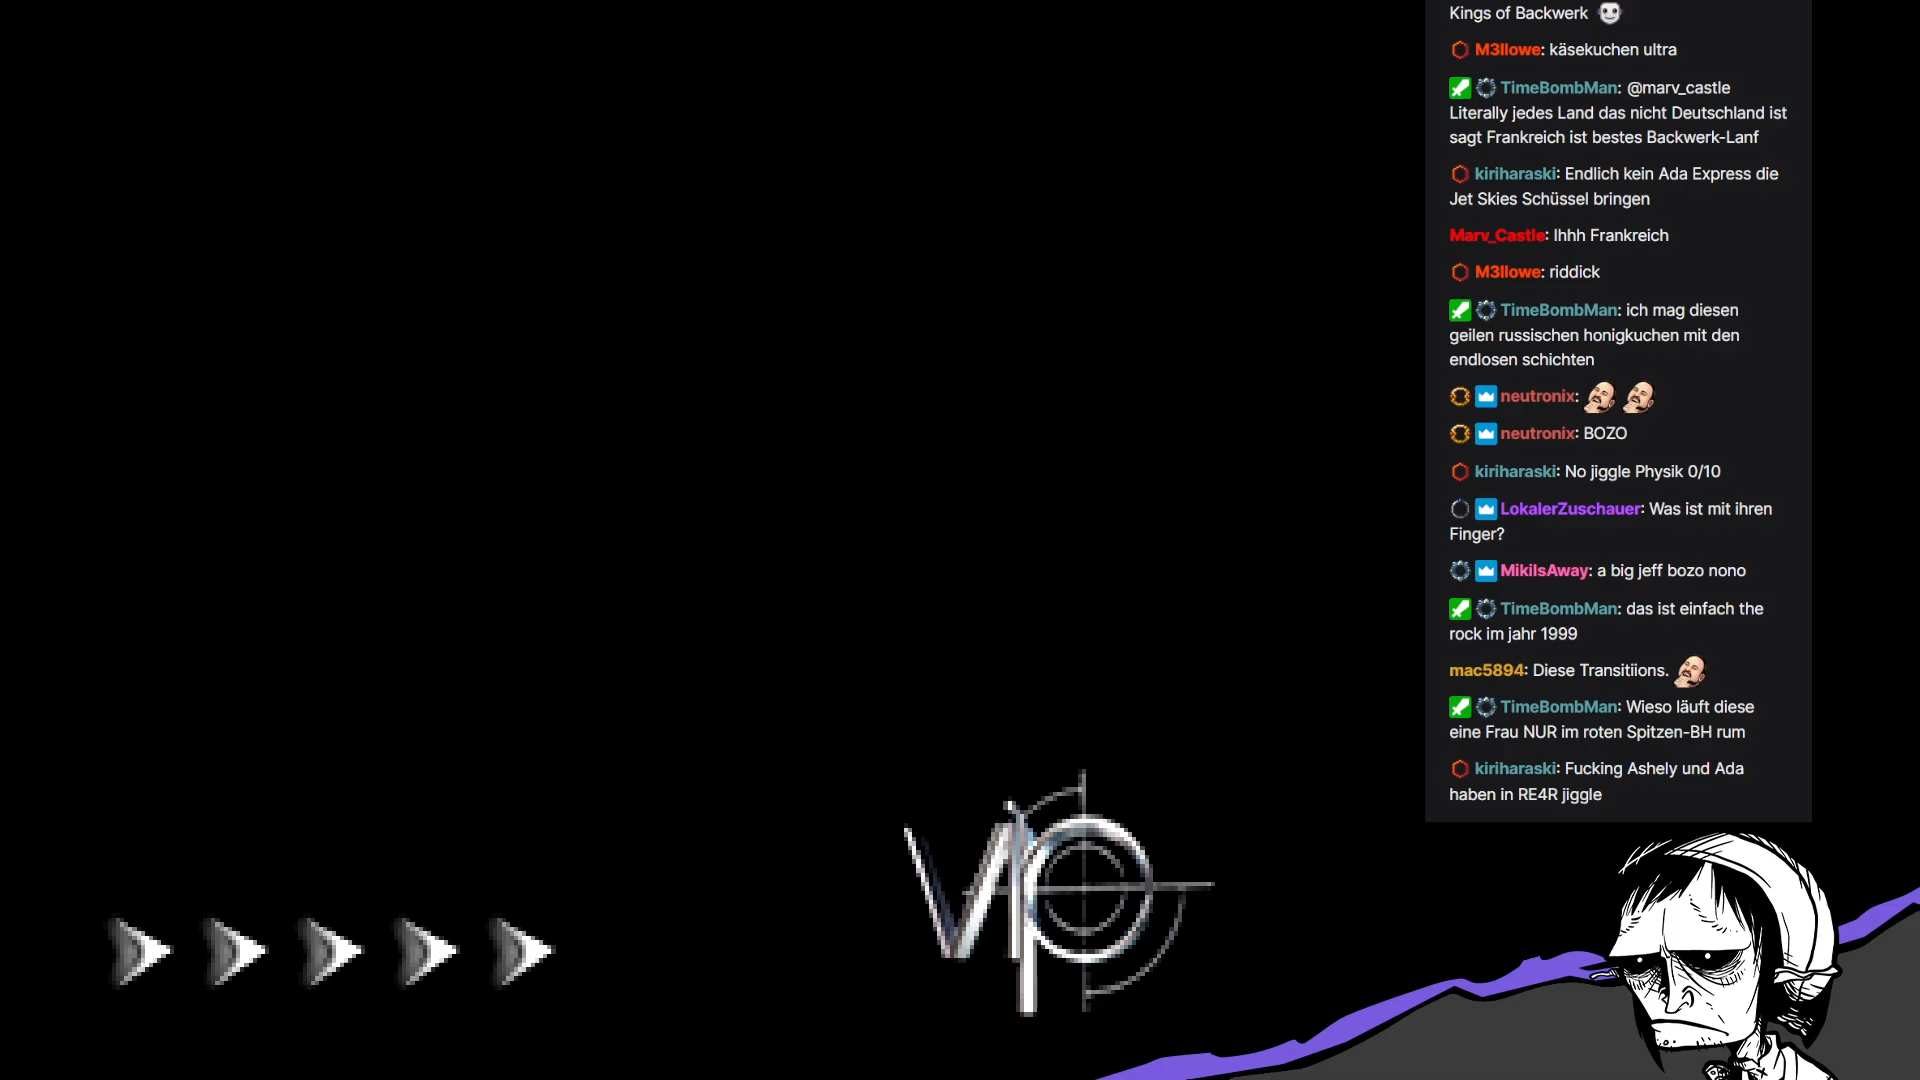 Kings of Backwerk
M3llowe: käsekuchen ultra
TimeBombMan: @marv_castle
Literally jedes Land das nicht Deutschland ist
sagt Frankreich ist bestes Backwerk-Lanf
kiriharaski: Endlich kein Ada Express die
Jet Skies Schüssel bringen
Marv_Castle: Ihhh Frankreich
M3llowe: riddick
TimeBombMan: ich mag diesen
geilen russischen honigkuchen mit den
endlosen schichten
neutronix:
neutronix: BOZO
kiriharaski: No jiggle Physik 0/10
LokalerZuschauer: Was ist mit ihren
Finger?
MikiIsAway: a big jeff bozo nono
TimeBombMan: das ist einfach the
rock im jahr 1999
mac5894: Diese Transitiions.
TimeBombMan: Wieso läuft diese
eine Frau NUR im roten Spitzen-BH rum
kiriharaski: Fucking Ashely und Ada
haben in RE4R jiggle
vip